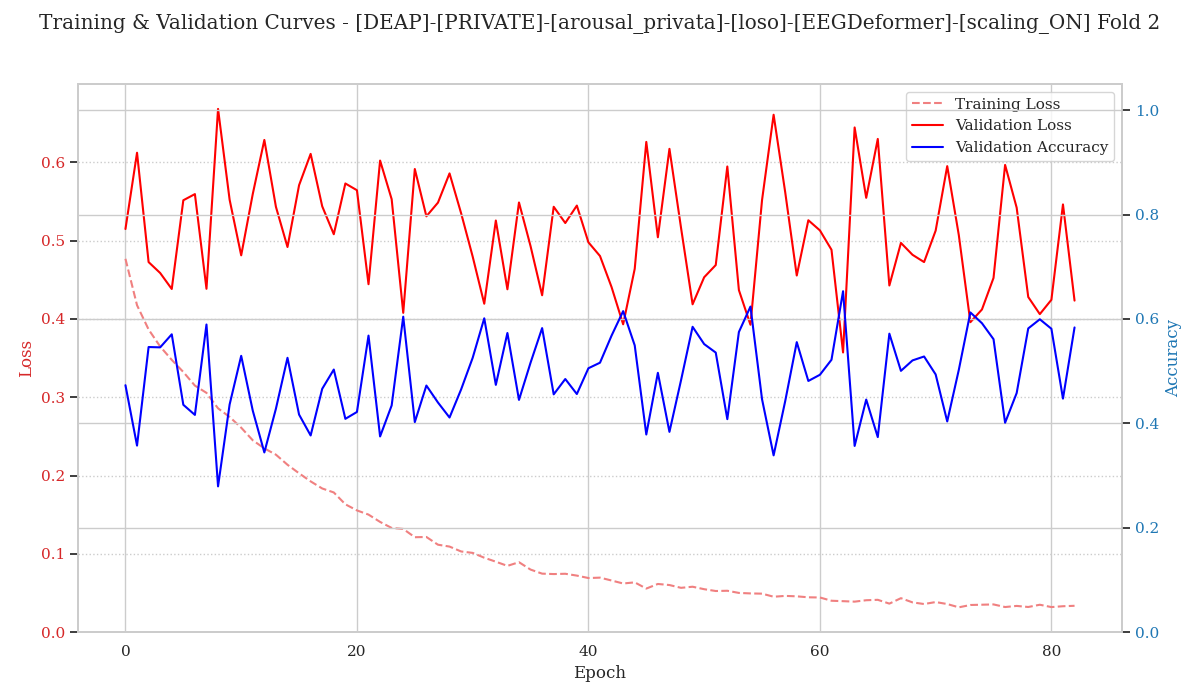 Training & Validation Curves - [DEAP]-[PRIVATE]-[arousal_privata]-[loso]-[EEGDeformer]-[scaling_ON] Fold 2
Training Loss
Validation Loss
Validation Accuracy
Loss
0.6
0.5
0.4
0.3
0.2
0.1
0.0
1.0
0.8
0.6
0.4
0.2
0.0
Accuracy
0 20 40 60 80
Epoch